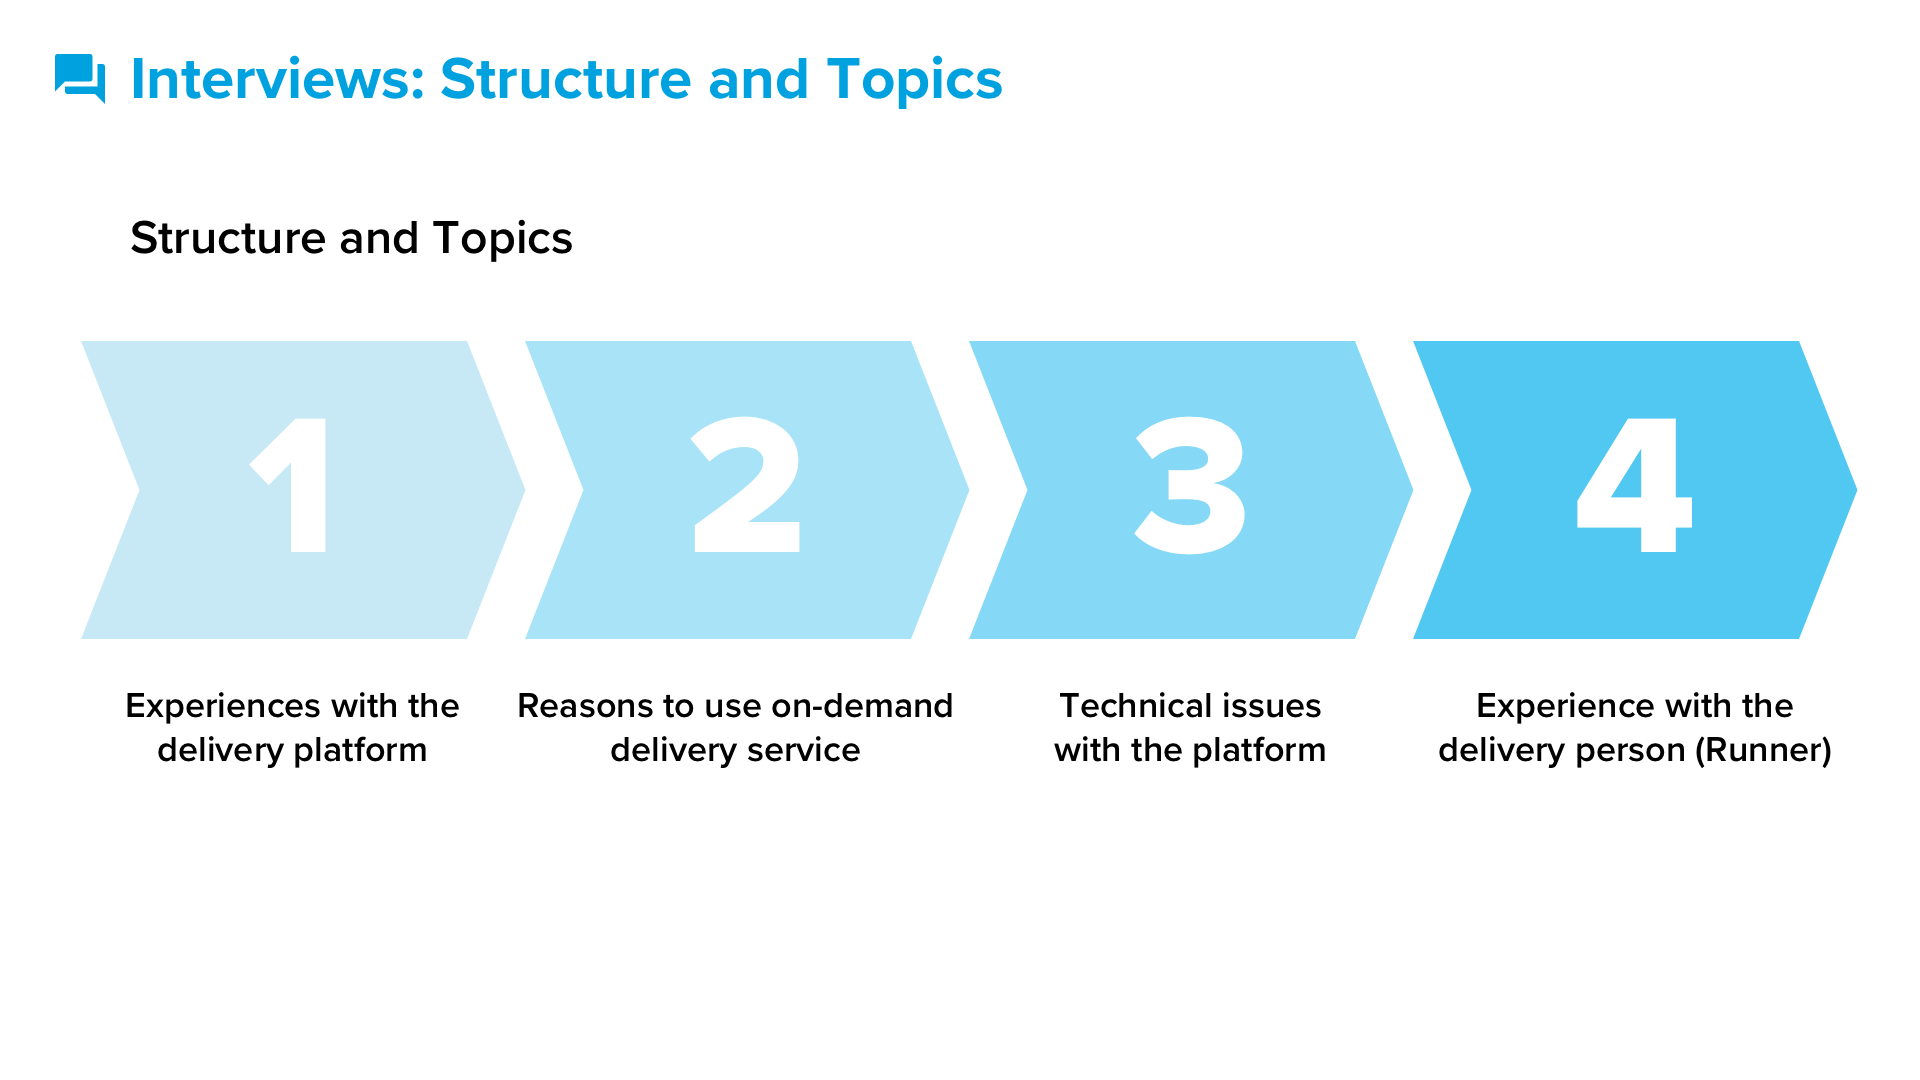 Interviews: Structure and Topics
Structure and Topics
1
2
3
4
Experiences with the
delivery platform
Reasons to use on-demand
delivery service
Technical issues
with the platform
Experience with the
delivery person (Runner)